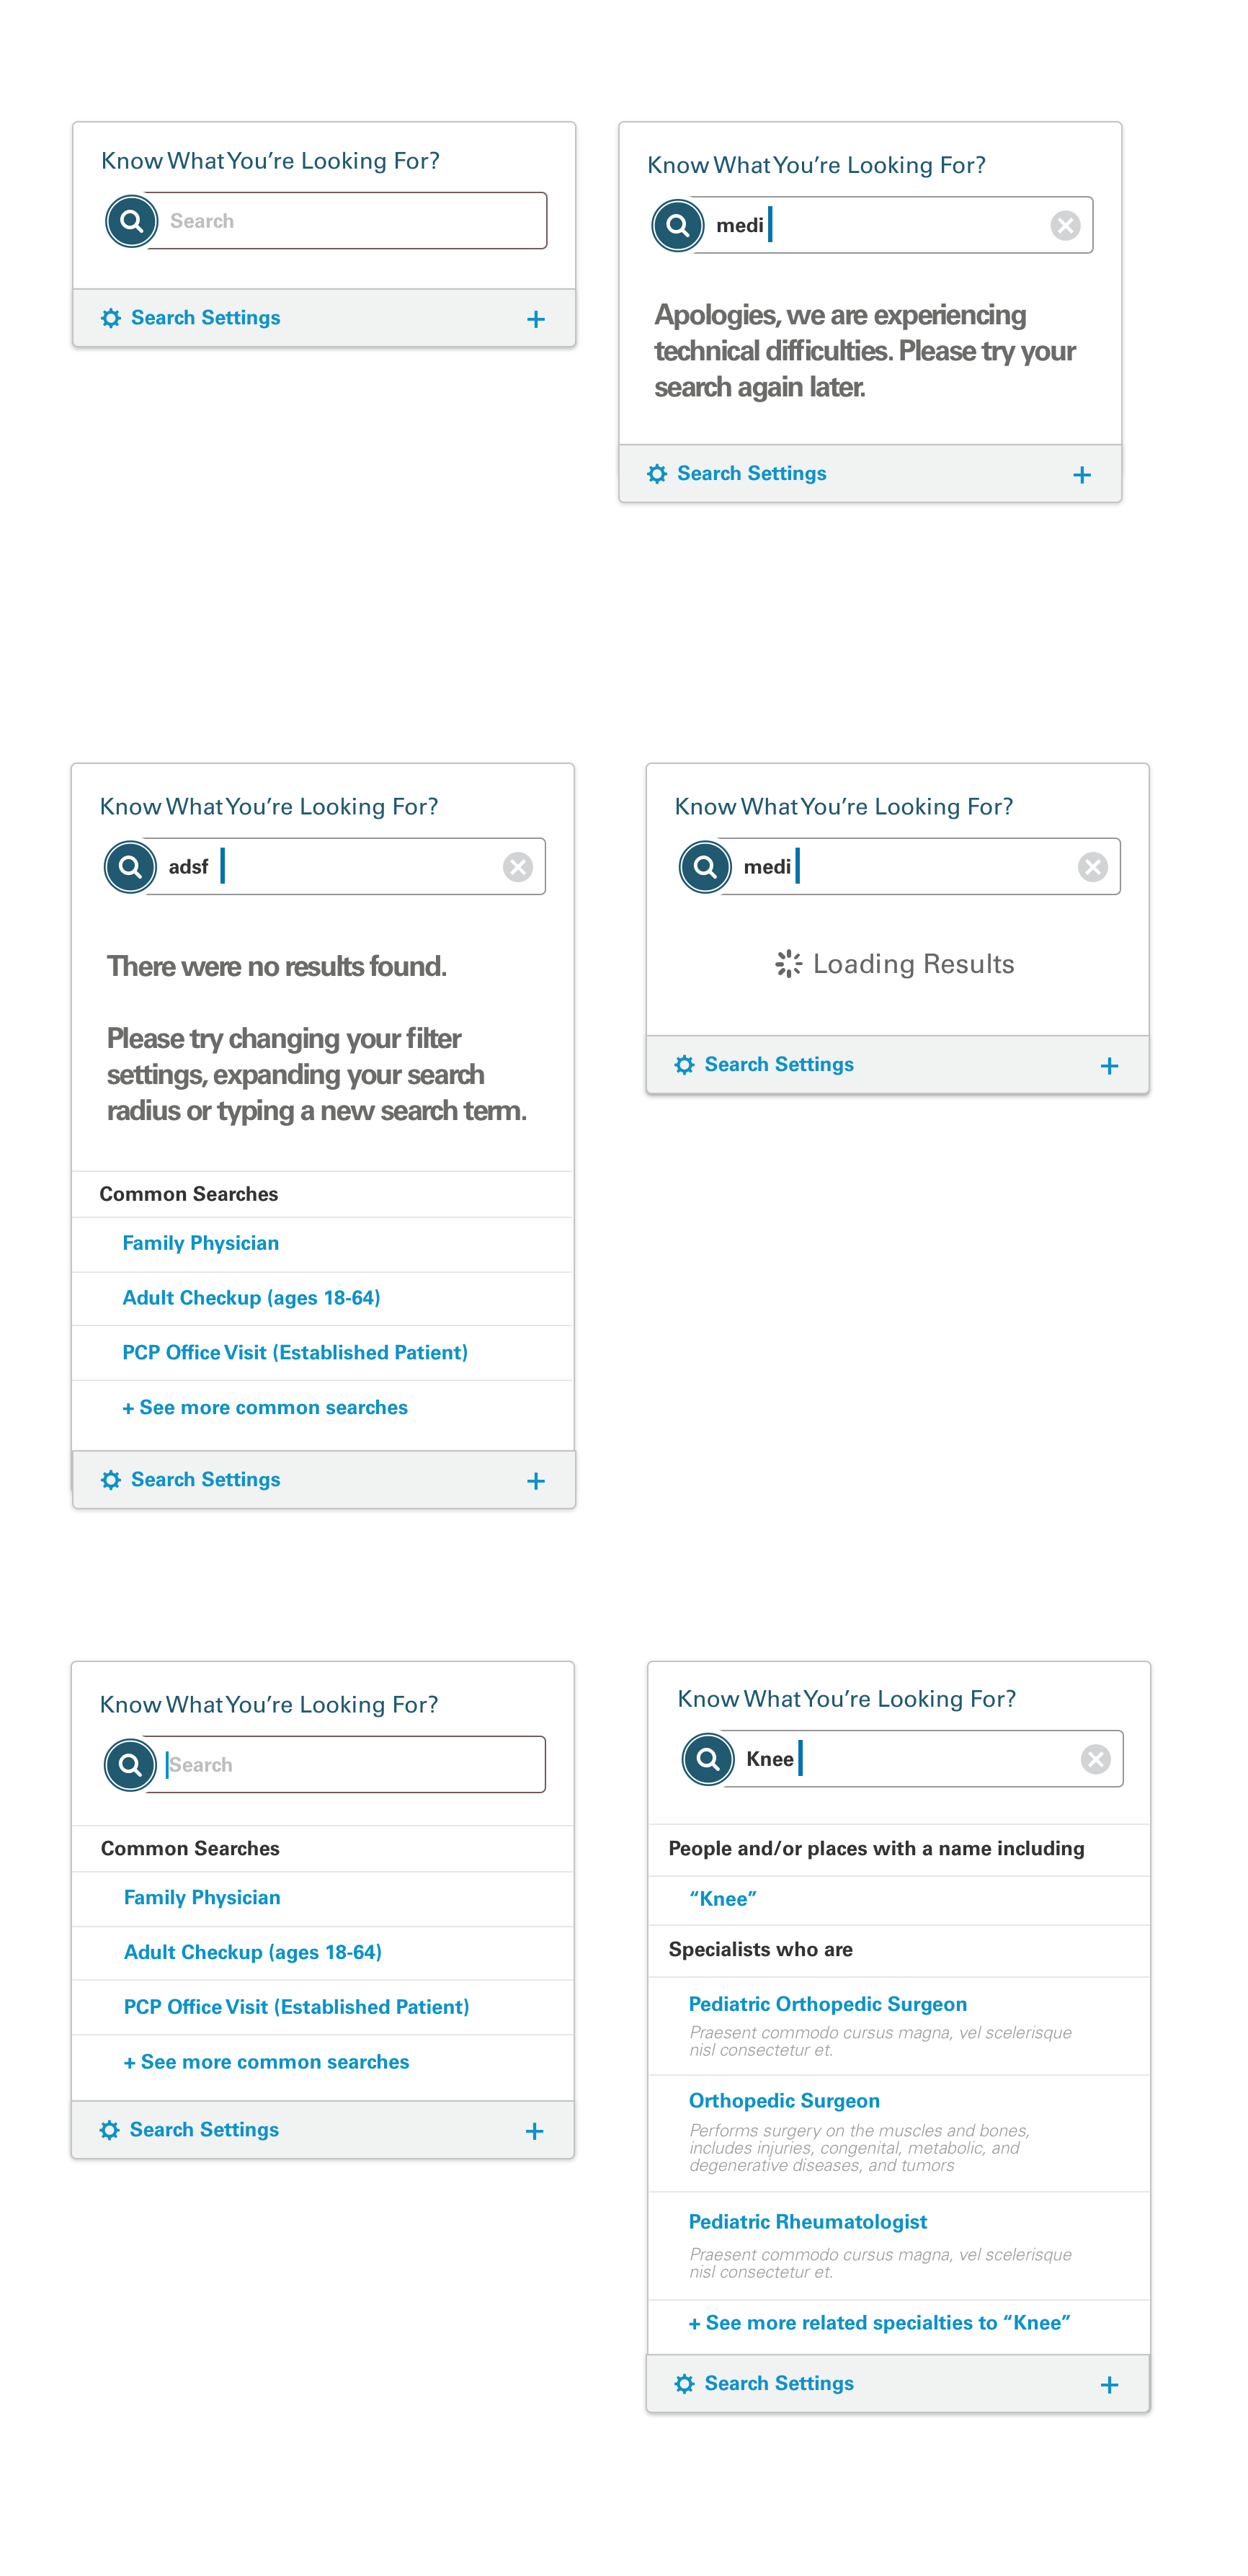 Know What You’re Looking For?
Search
Search Settings
+
Know What You’re Looking For?
medi
Apologies, we are experiencing
technical difficulties. Please try your
search again later.
Search Settings
+
Know What You’re Looking For?
adsf
There were no results found.
Please try changing your filter
settings, expanding your search
radius or typing a new search term.
Common Searches
Family Physician
Adult Checkup (ages 18-64)
PCP Office Visit (Established Patient)
+ See more common searches
Search Settings
+
Know What You’re Looking For?
medi
Loading Results
Search Settings
+
Know What You’re Looking For?
Search
Common Searches
Family Physician
Adult Checkup (ages 18-64)
PCP Office Visit (Established Patient)
+ See more common searches
Search Settings
+
Know What You’re Looking For?
Knee
People and/or places with a name including
“Knee”
Specialists who are
Pediatric Orthopedic Surgeon
Praesent commodo cursus magna, vel scelerisque
nisl consectetur et.
Orthopedic Surgeon
Performs surgery on the muscles and bones,
includes injuries, congenital, metabolic, and
degenerative diseases, and tumors
Pediatric Rheumatologist
Praesent commodo cursus magna, vel scelerisque
nisl consectetur et.
+ See more related specialties to “Knee”
Search Settings
+